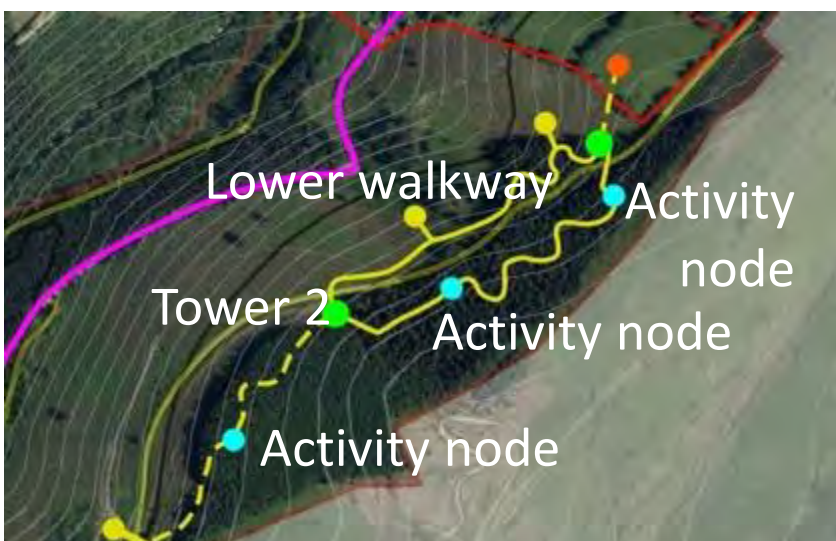 Lower walkway
Activity
node
Tower 2
Activity node
Activity node